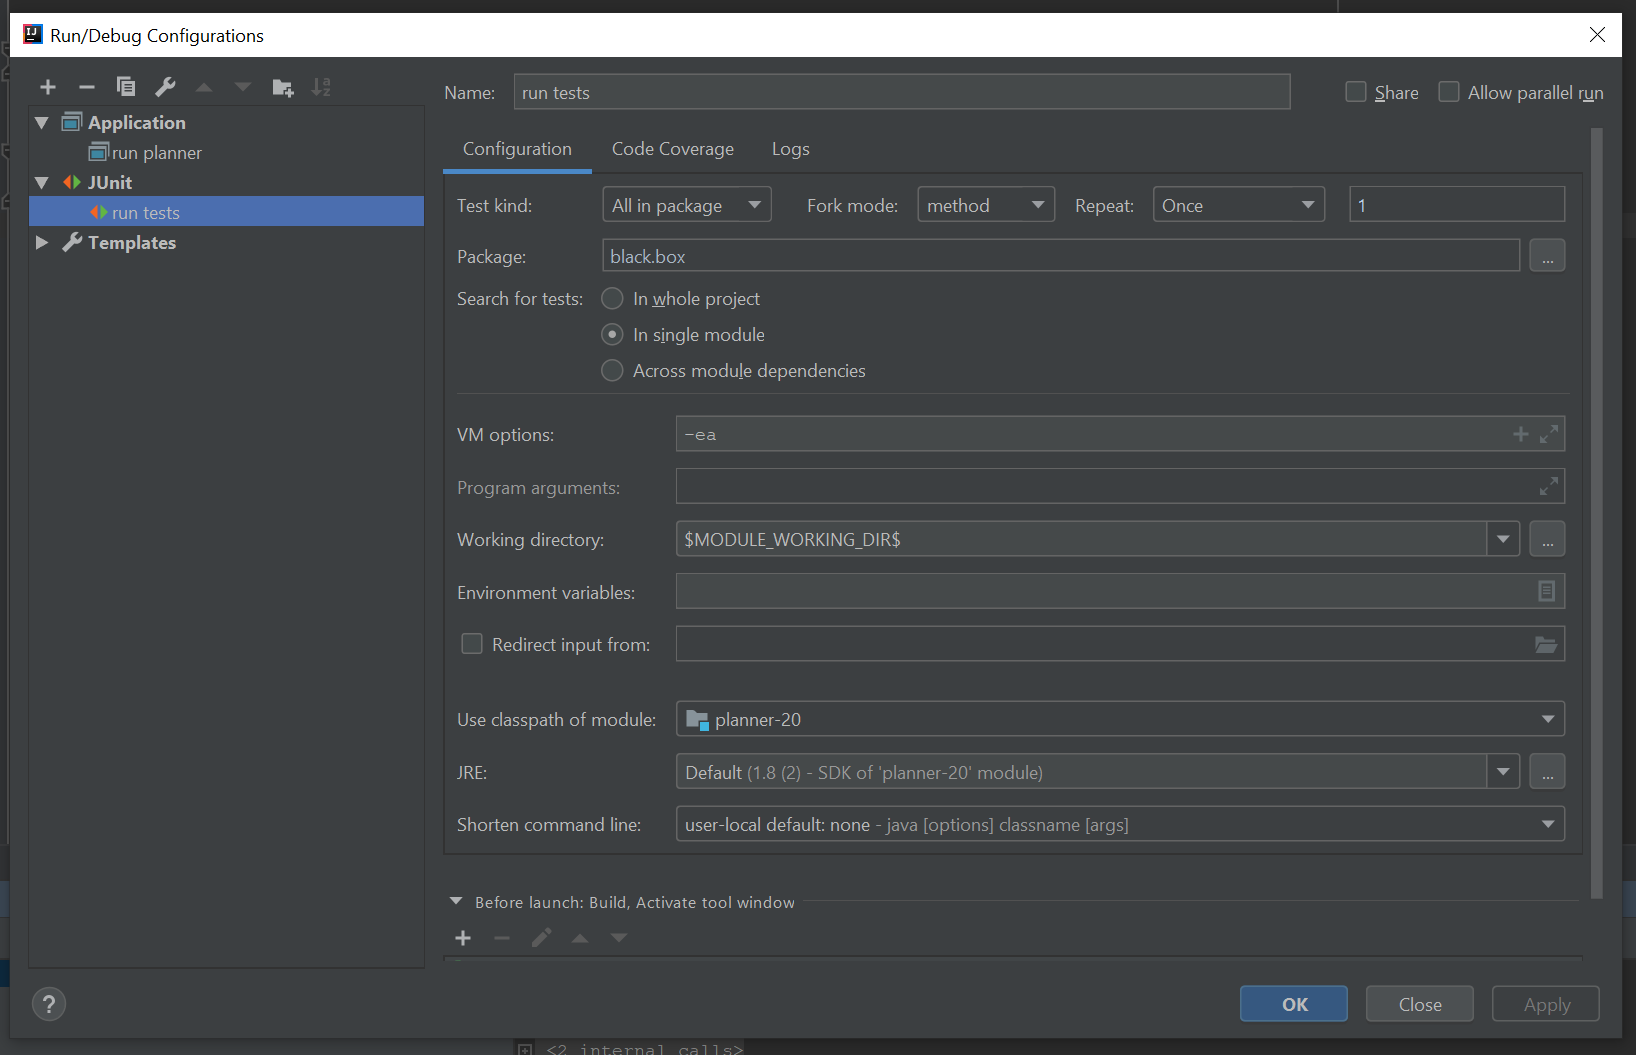 Run/Debug Configurations
Name: run tests Share Allow parallel run
Application
run planner
JUnit
run tests
Templates
Configuration Code Coverage Logs
Test kind: All in package Fork mode: method Repeat: Once 1
Package: black.box ...
Search for tests: In whole project
In single module
Across module dependencies
VM options: -ea
Program arguments:
Working directory: $MODULE_WORKING_DIR$ ...
Environment variables:
Redirect input from:
Use classpath of module: planner-20
JRE: Default (1.8 (2) - SDK of 'planner-20' module) ...
Shorten command line: user-local default: none - java [options] classname [args]
Before launch: Build, Activate tool window
? OK Close Apply
<2 internal calls>